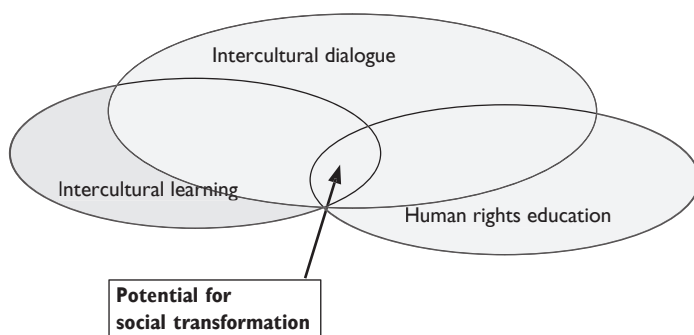 Intercultural dialogue
Intercultural learning
Human rights education
Potential for
social transformation